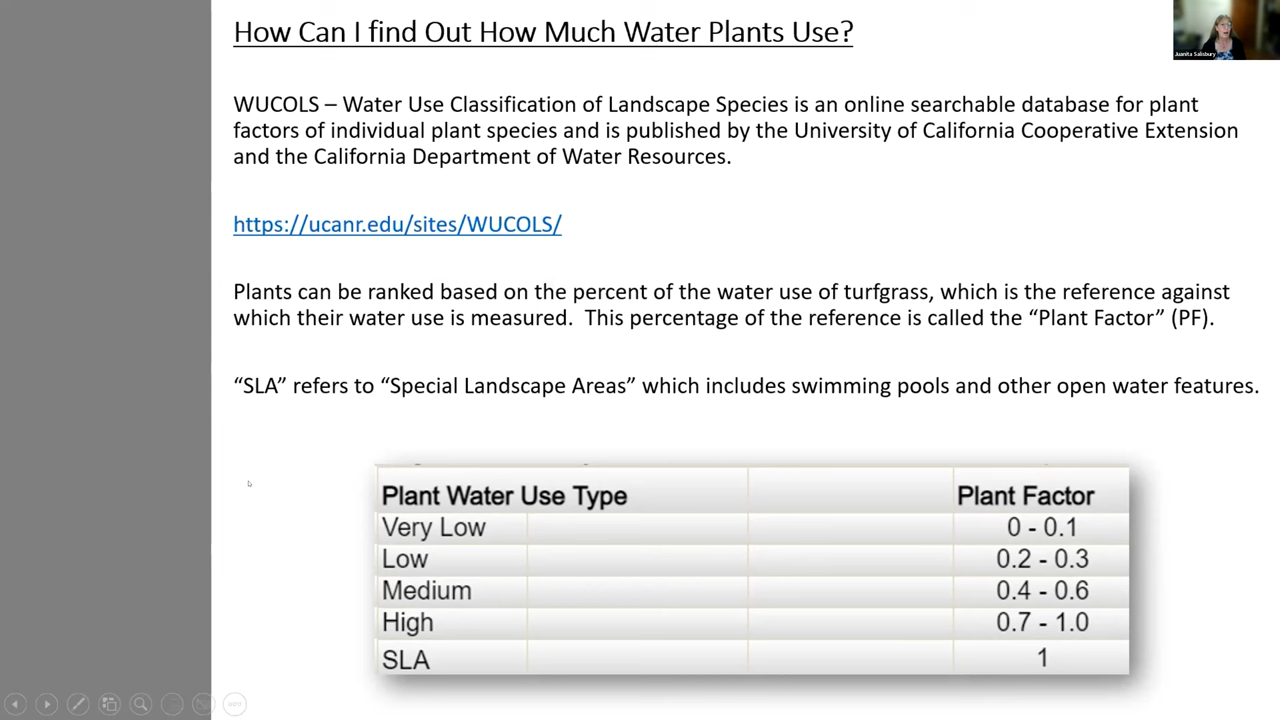 How Can I find Out How Much Water Plants Use?
Juanita Salisbury
WUCOLS – Water Use Classification of Landscape Species is an online searchable database for plant
factors of individual plant species and is published by the University of California Cooperative Extension
and the California Department of Water Resources.
https://ucanr.edu/sites/WUCOLS/
Plants can be ranked based on the percent of the water use of turfgrass, which is the reference against
which their water use is measured.  This percentage of the reference is called the “Plant Factor” (PF).
“SLA” refers to “Special Landscape Areas” which includes swimming pools and other open water features.
Plant Water Use Type Plant Factor
Very Low 0 - 0.1
Low 0.2 - 0.3
Medium 0.4 - 0.6
High 0.7 - 1.0
SLA 1